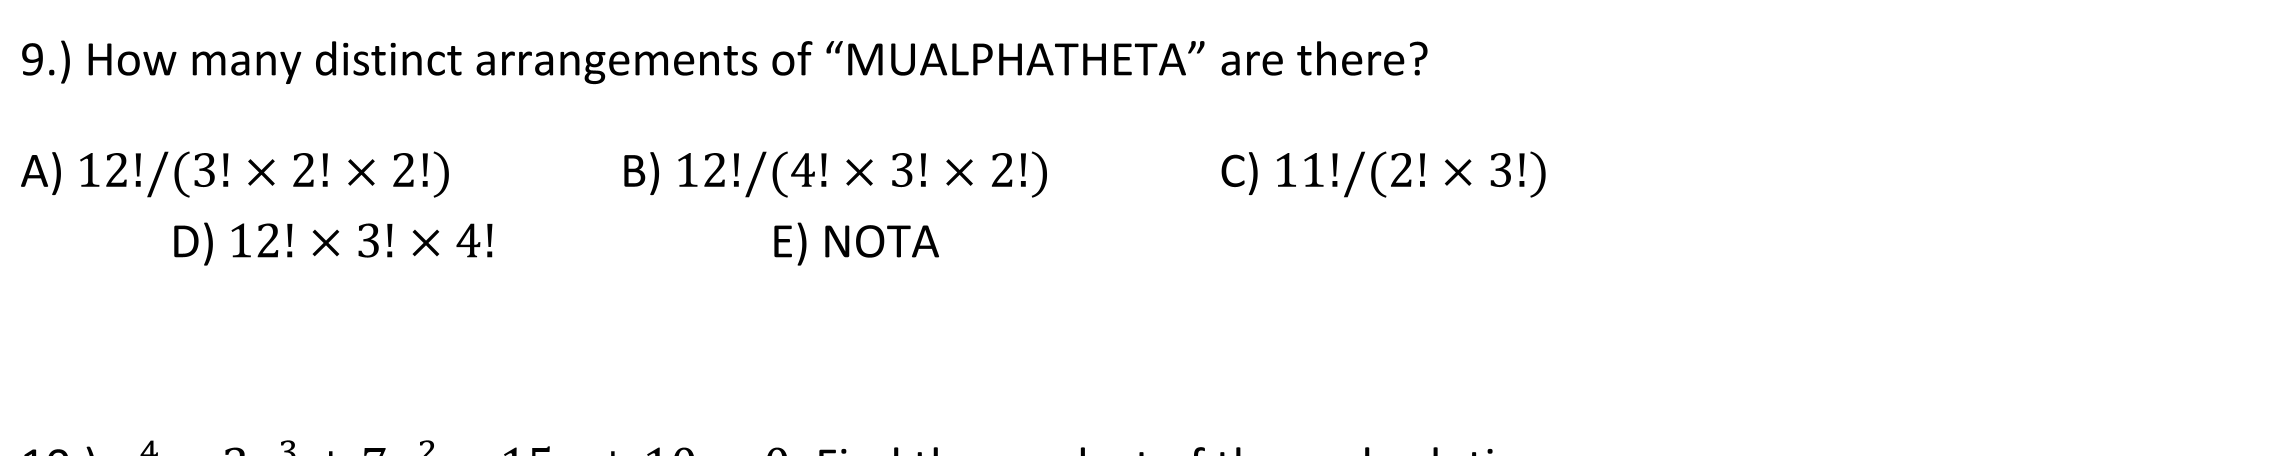 9.) How many distinct arrangements of “MUALPHATHETA” are there?
A) 12!/(3! × 2! × 2!) B) 12!/(4! × 3! × 2!) C) 11!/(2! × 3!)
D) 12! × 3! × 4! E) NOTA